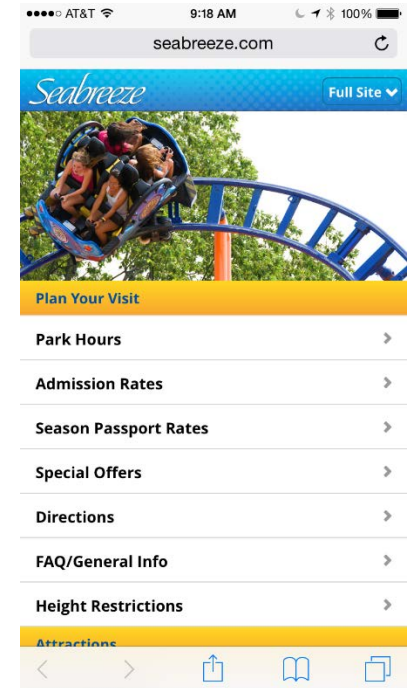 AT&T 9:18 AM 100%
seabreeze.com
Seabreeze Full Site
Plan Your Visit
Park Hours
Admission Rates
Season Passport Rates
Special Offers
Directions
FAQ/General Info
Height Restrictions
Attractions